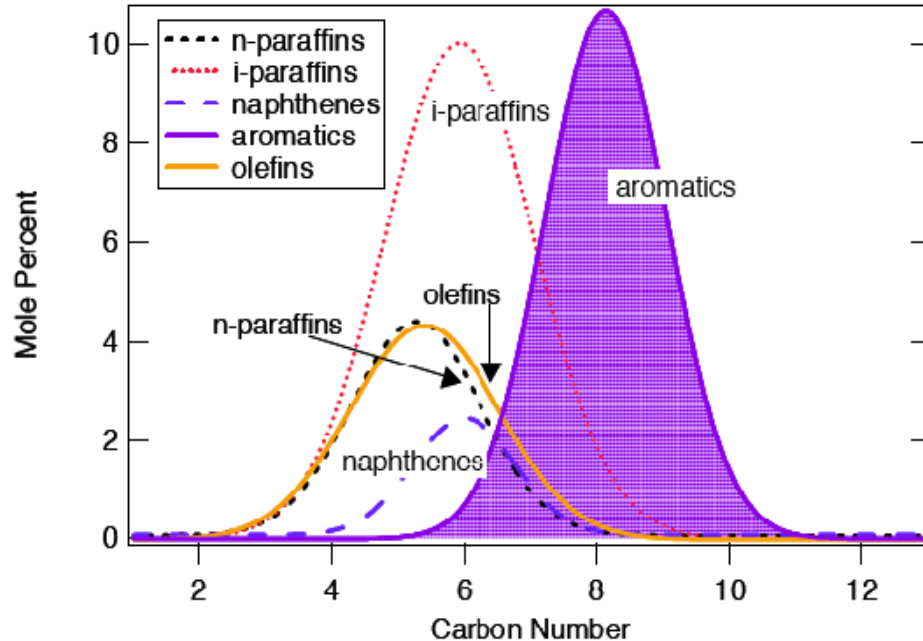 n-paraffins
i-paraffins
naphthenes
aromatics
olefins
10
8
6
4
2
0
Mole Percent
i-paraffins
aromatics
olefins
n-paraffins
naphthenes
2
4
6
8
10
12
Carbon Number